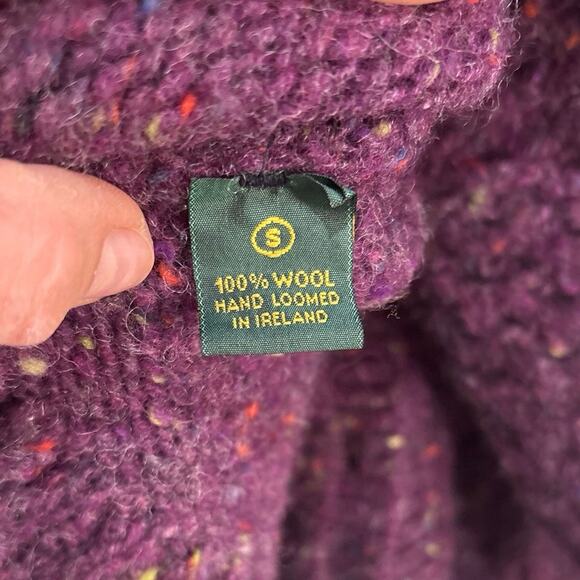 S
100% WOOL
HAND LOOMED
IN IRELAND